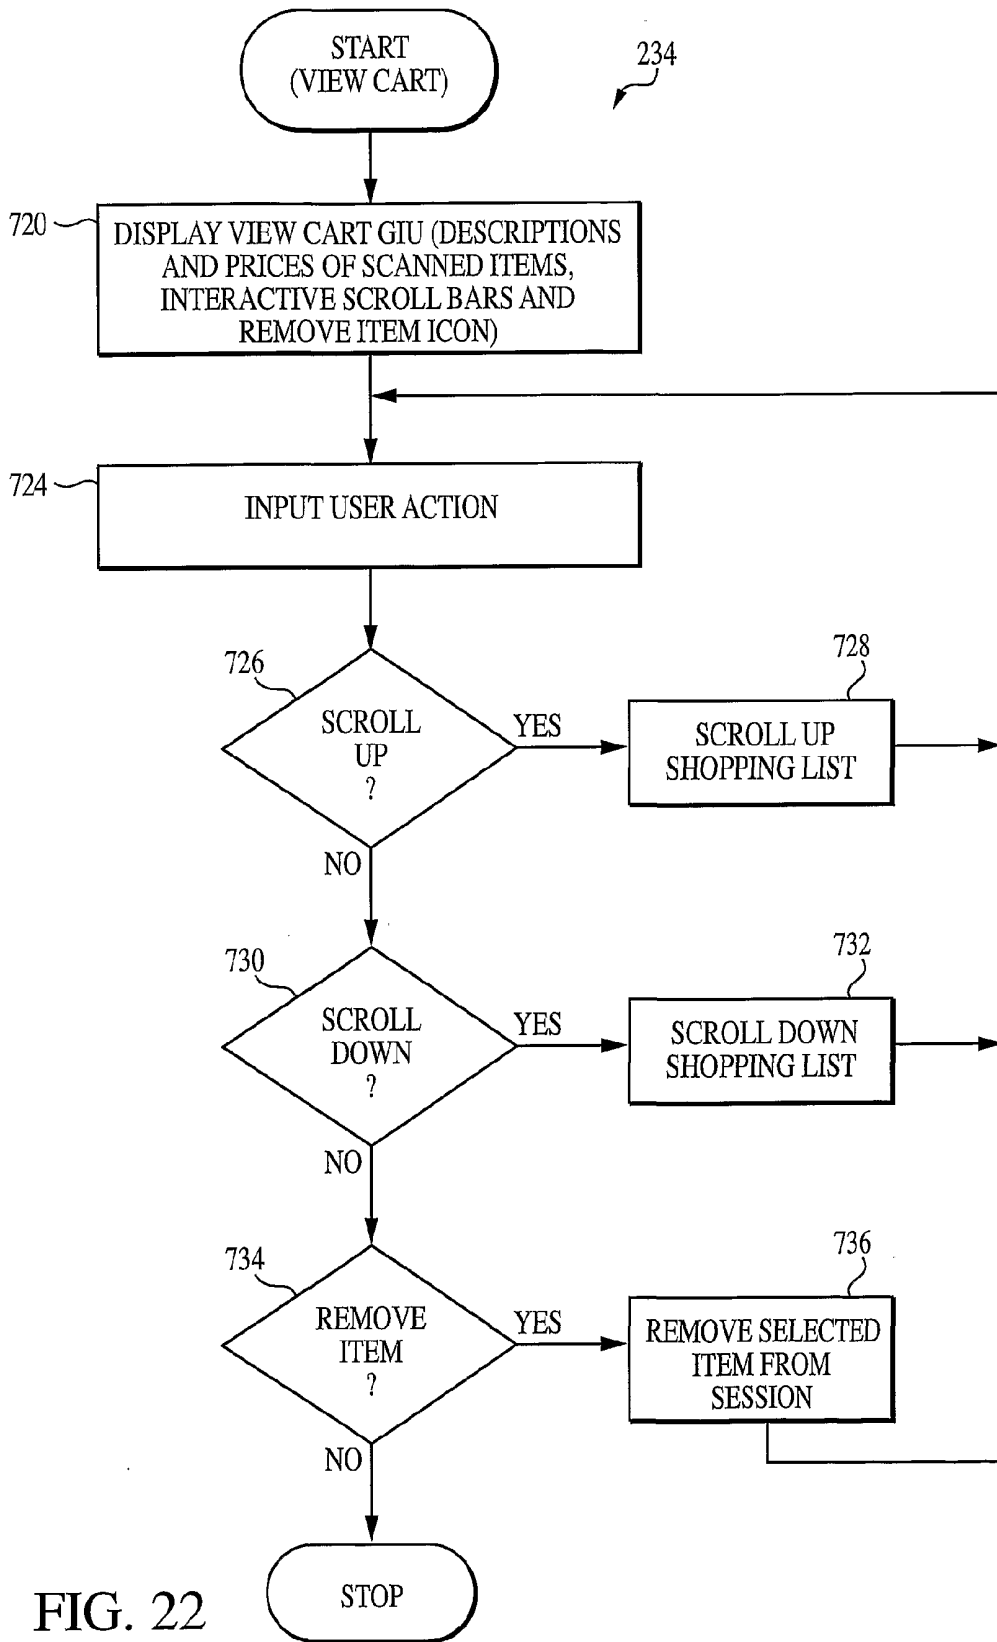 START
(VIEW CART)
234
720
DISPLAY VIEW CART GIU (DESCRIPTIONS
AND PRICES OF SCANNED ITEMS,
INTERACTIVE SCROLL BARS AND
REMOVE ITEM ICON)
724
INPUT USER ACTION
726
SCROLL
UP
?
YES
NO
728
SCROLL UP
SHOPPING LIST
730
SCROLL
DOWN
?
YES
NO
732
SCROLL DOWN
SHOPPING LIST
734
REMOVE
ITEM
?
YES
NO
736
REMOVE SELECTED
ITEM FROM
SESSION
STOP
FIG. 22